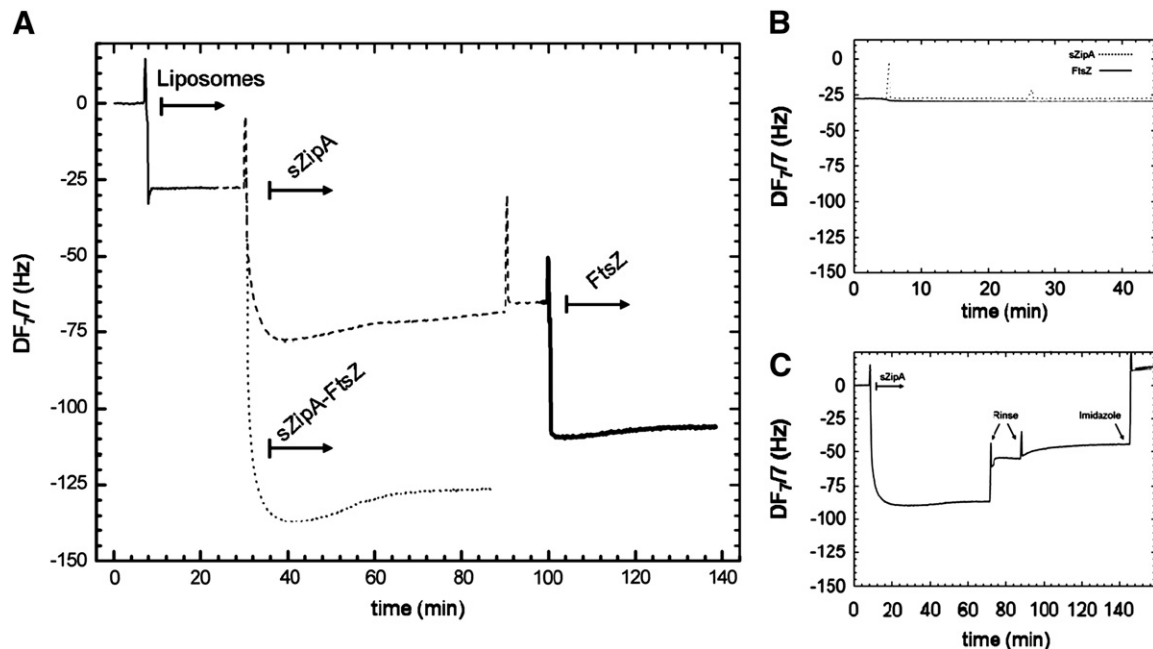 A
Liposomes
sZipA
FtsZ
sZipA-FtsZ
0
-25
-50
-75
-100
-125
-150
0 20 40 60 80 100 120 140
DF7/7 (Hz)
time (min)
B
sZipA
FtsZ
0
-25
-50
-75
-100
-125
-150
0 10 20 30 40
DF7/7 (Hz)
time (min)
C
sZipA
Rinse
Imidazole
0
-25
-50
-75
-100
-125
-150
0 20 40 60 80 100 120 140
DF7/7 (Hz)
time (min)